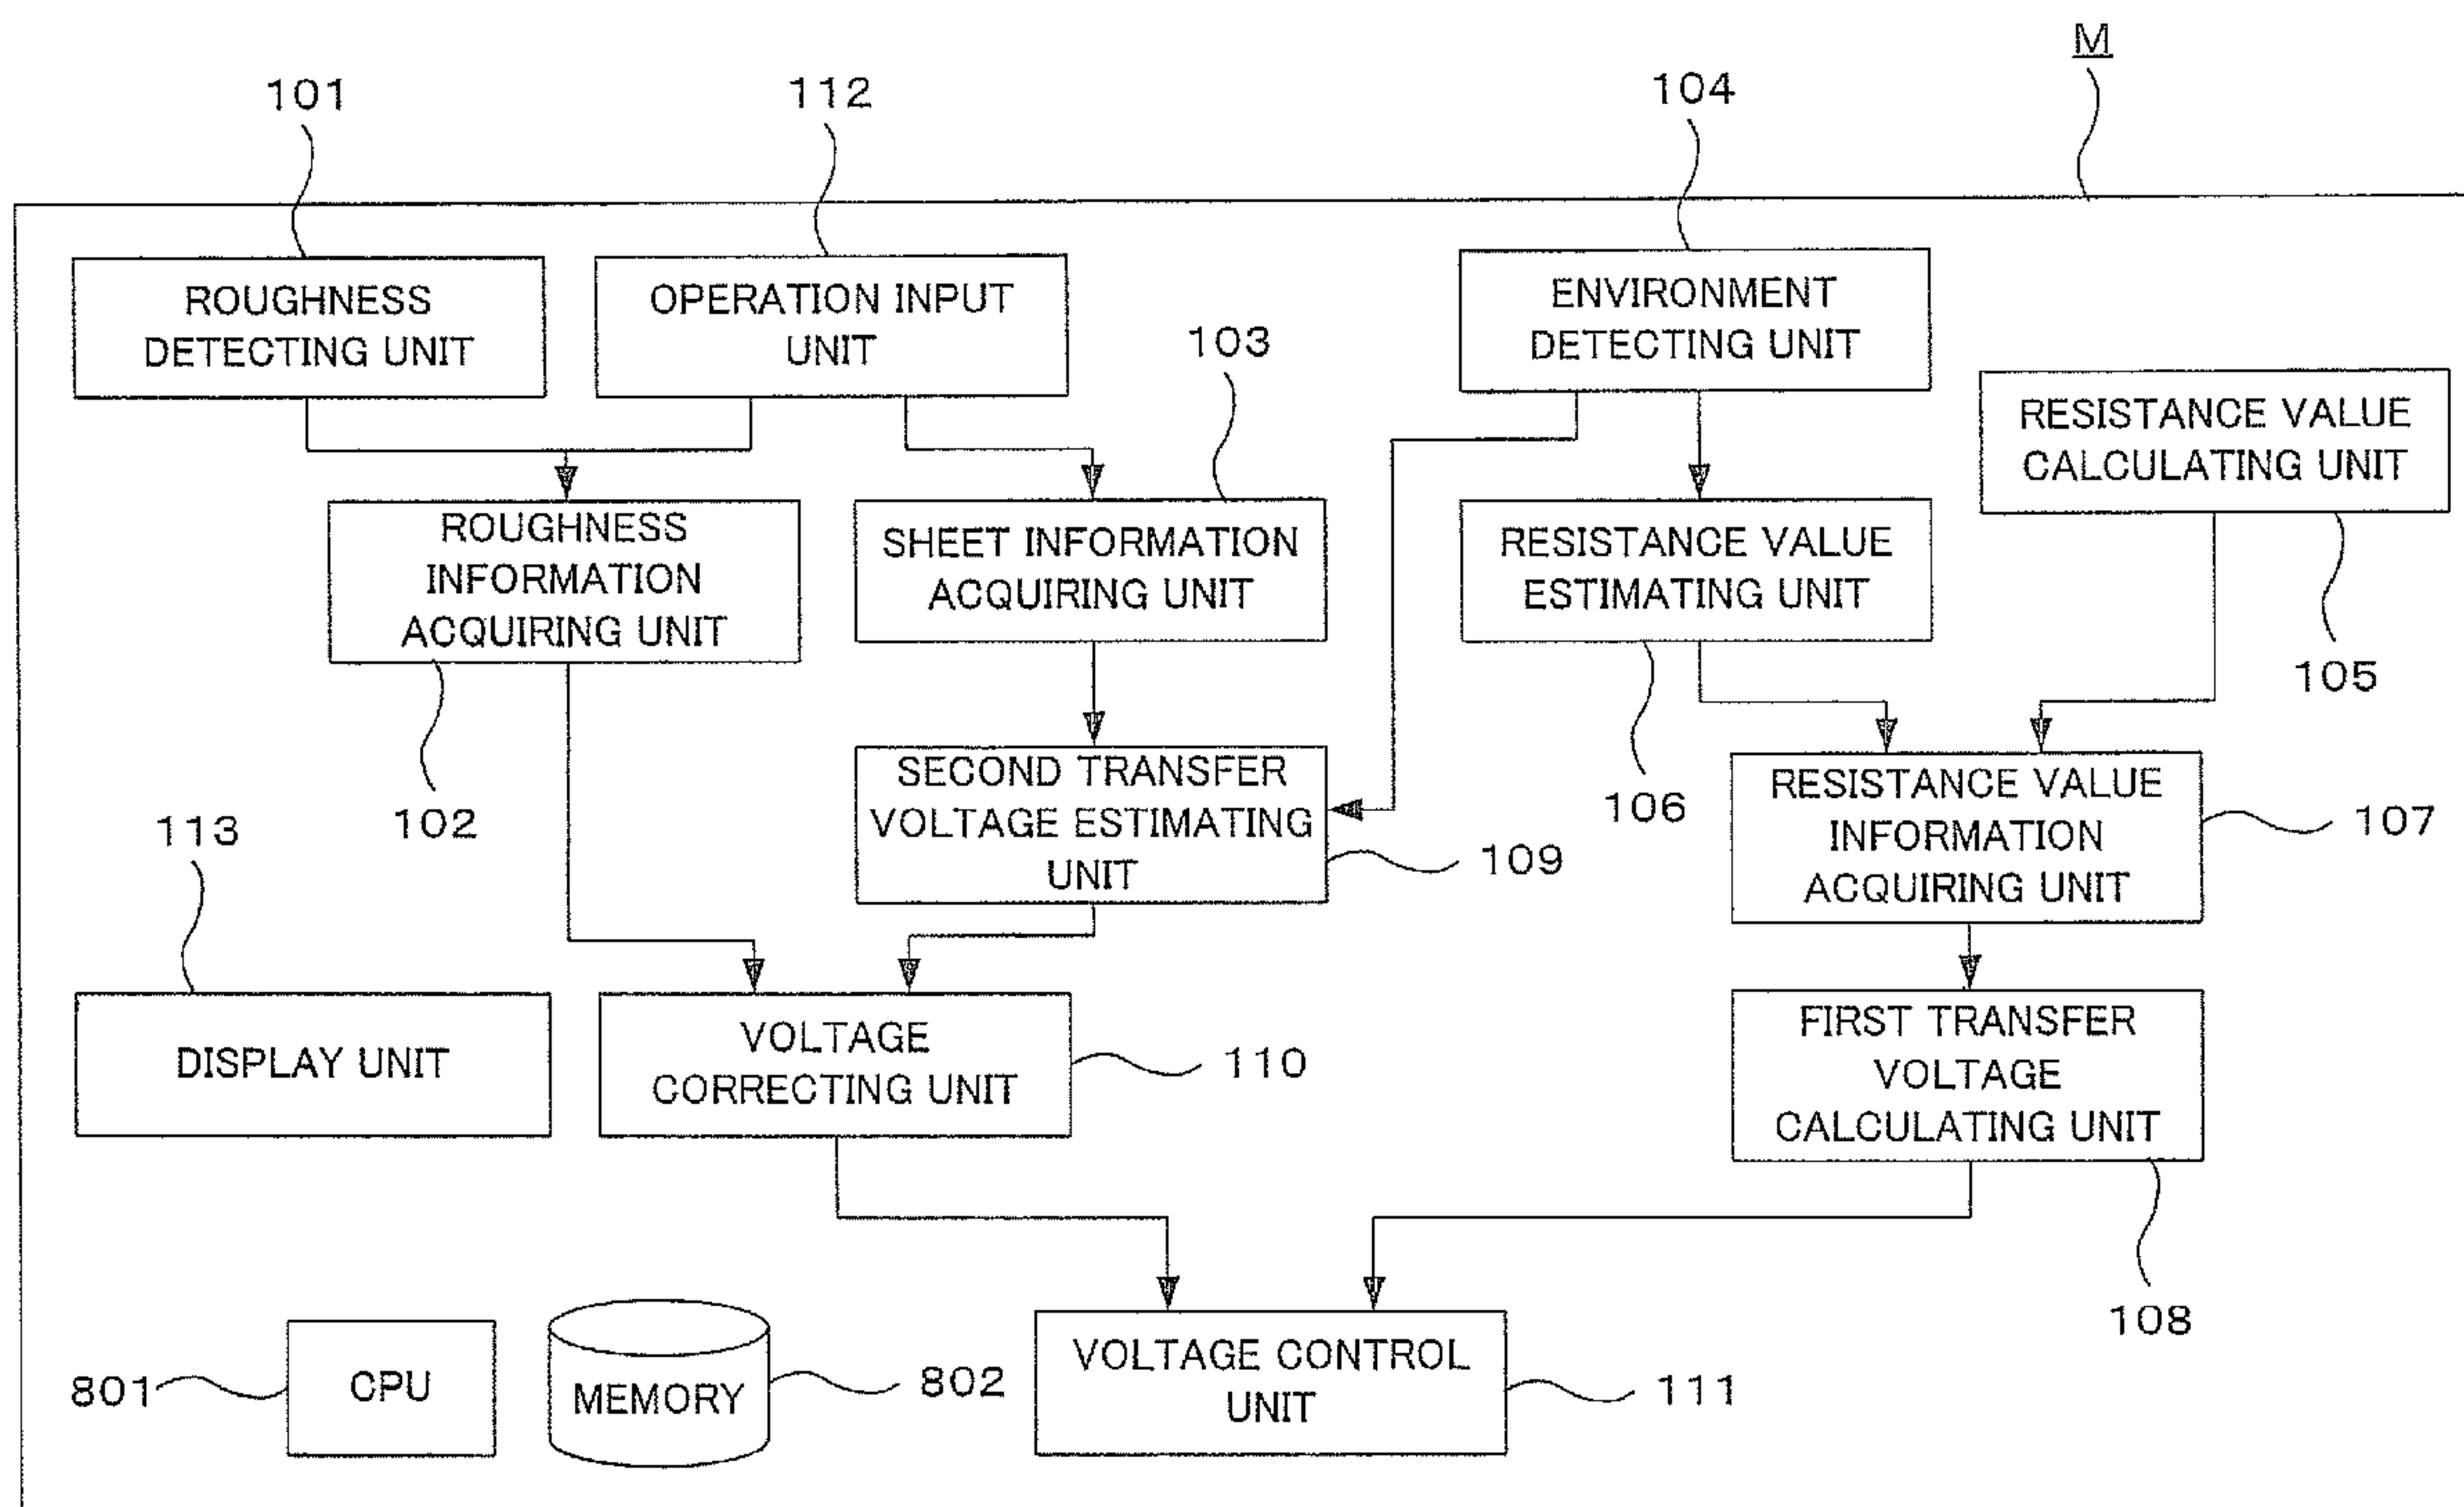 M
101
112
104
ROUGHNESS
DETECTING UNIT
OPERATION INPUT
UNIT
103
ENVIRONMENT
DETECTING UNIT
RESISTANCE VALUE
CALCULATING UNIT
105
ROUGHNESS
INFORMATION
ACQUIRING UNIT
102
SHEET INFORMATION
ACQUIRING UNIT
RESISTANCE VALUE
ESTIMATING UNIT
106
113
SECOND TRANSFER
VOLTAGE ESTIMATING
UNIT
109
RESISTANCE VALUE
INFORMATION
ACQUIRING UNIT
107
DISPLAY UNIT
VOLTAGE
CORRECTING UNIT
110
FIRST TRANSFER
VOLTAGE
CALCULATING UNIT
108
801
CPU
MEMORY
802
VOLTAGE CONTROL
UNIT
111